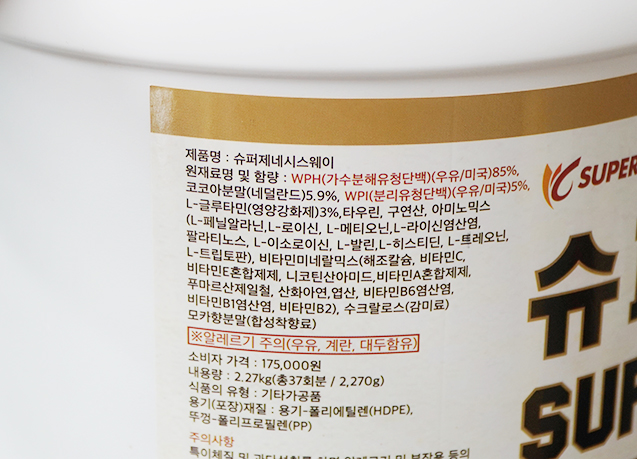 제품명 : 슈퍼제네시스웨이
원재료명 및 함량 : WPH(가수분해유청단백)(우유/미국)85%,
코코아분말(네덜란드)5.9%, WPI(분리유청단백)(우유/미국)5%,
L-글루타민(영양강화제)3%,타우린, 구연산, 아미노믹스
(L-페닐알라닌,L-로이신, L-메티오닌,L-라이신염산염,
팔라티노스, L-이소로이신, L-발린,L-히스티딘, L-트레오닌,
L-트립토판), 비타민미네랄믹스(해조칼슘, 비타민C,
비타민E혼합제제, 니코틴산아미드,비타민A혼합제제,
푸마르산제일철, 산화아연,엽산, 비타민B6염산염,
비타민B1염산염, 비타민B2), 수크랄로스(감미료)
모카향분말(합성착향료)
※알레르기 주의(우유, 계란, 대두함유)
소비자 가격 : 175,000원
내용량 : 2.27kg(총37회분 / 2,270g)
식품의 유형 : 기타가공품
용기(포장)재질 : 용기-폴리에틸렌(HDPE),
뚜껑-폴리프로필렌(PP)
주의사항
SUPER
슈
SUP